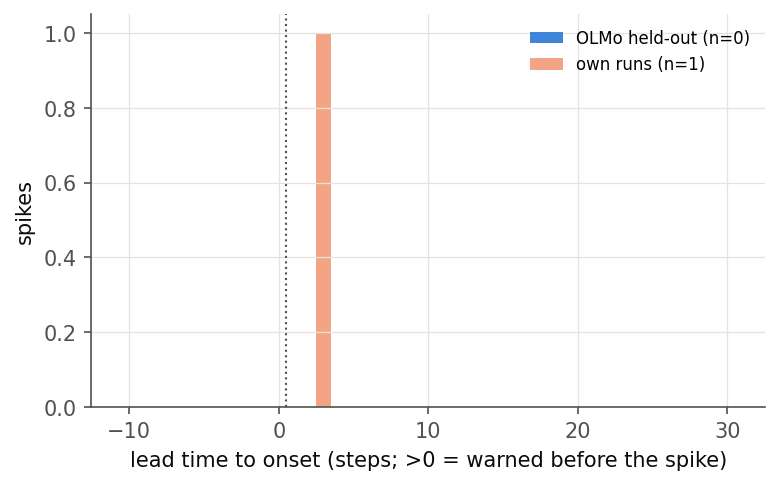 OLMo held-out (n=0)
own runs (n=1)
spikes
1.0
0.8
0.6
0.4
0.2
0.0
−10 0 10 20 30
lead time to onset (steps; >0 = warned before the spike)